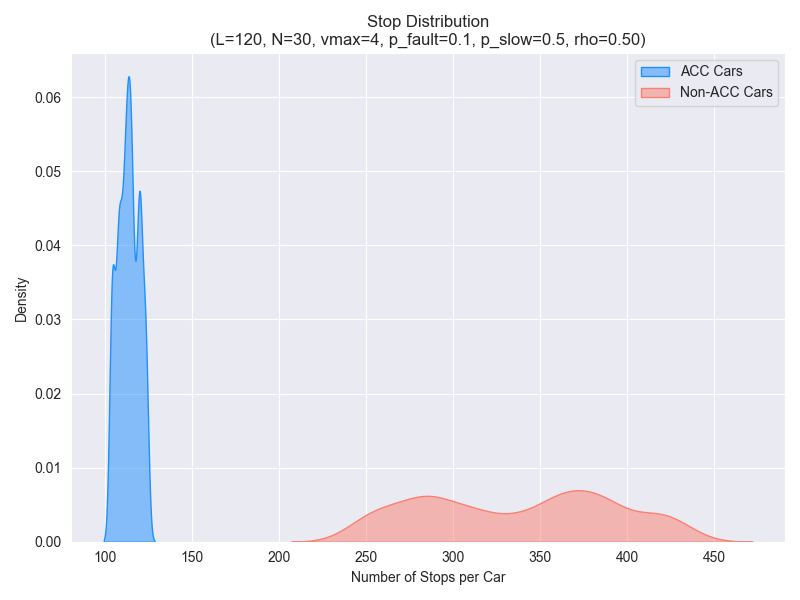 Stop Distribution
(L=120, N=30, vmax=4, p_fault=0.1, p_slow=0.5, rho=0.50)
ACC Cars
Non-ACC Cars
0.06
0.05
0.04
0.03
0.02
0.01
0.00
Density
100 150 200 250 300 350 400 450
Number of Stops per Car